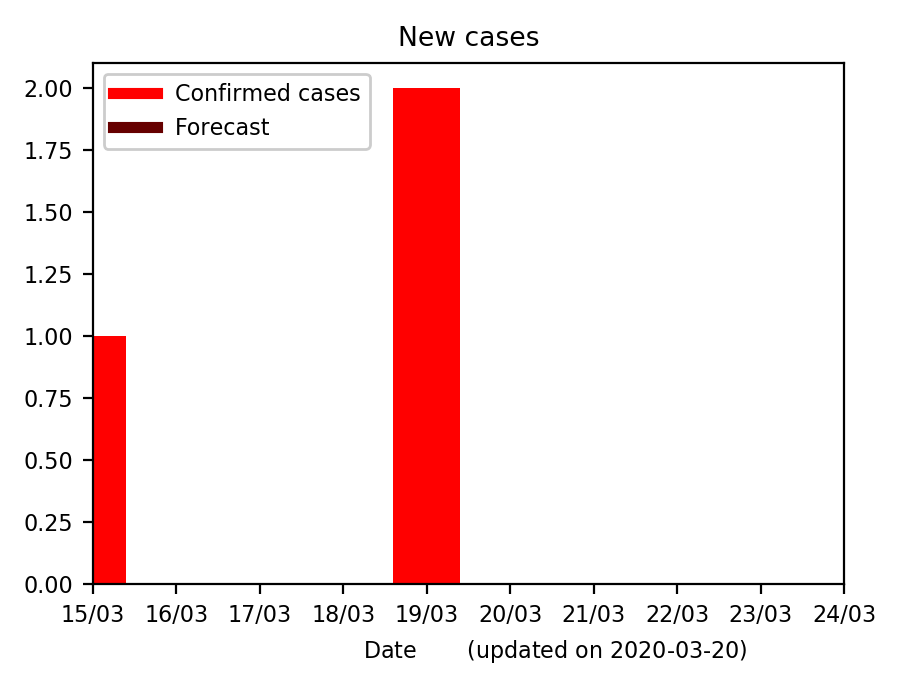 New cases
Confirmed cases
Forecast
2.00
1.75
1.50
1.25
1.00
0.75
0.50
0.25
0.00
15/03 16/03 17/03 18/03 19/03 20/03 21/03 22/03 23/03 24/03
Date (updated on 2020-03-20)